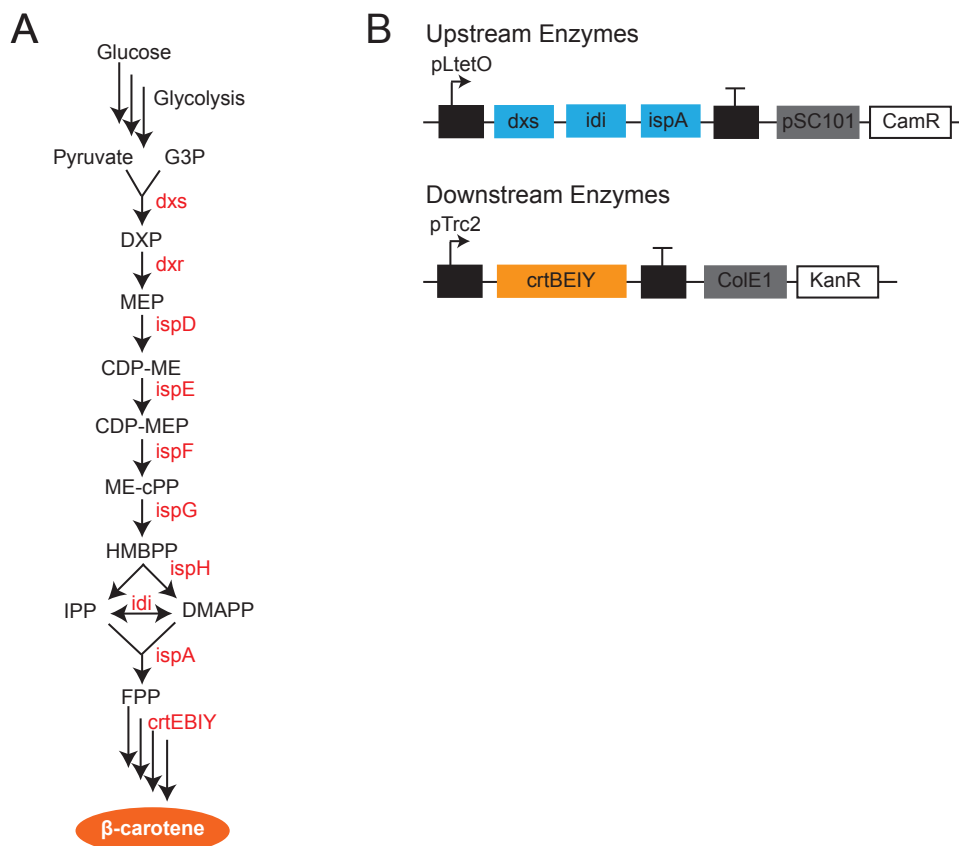 A
Glucose
Glycolysis
Pyruvate G3P
dxs
DXP
dxr
MEP
ispD
CDP-ME
ispE
CDP-MEP
ispF
ME-cPP
ispG
HMBPP
ispH
IPP idi DMAPP
ispA
FPP
crtEBIY
β-carotene
B
Upstream Enzymes
pLtetO
dxs idi ispA pSC101 CamR
Downstream Enzymes
pTrc2
crtBEIY ColE1 KanR